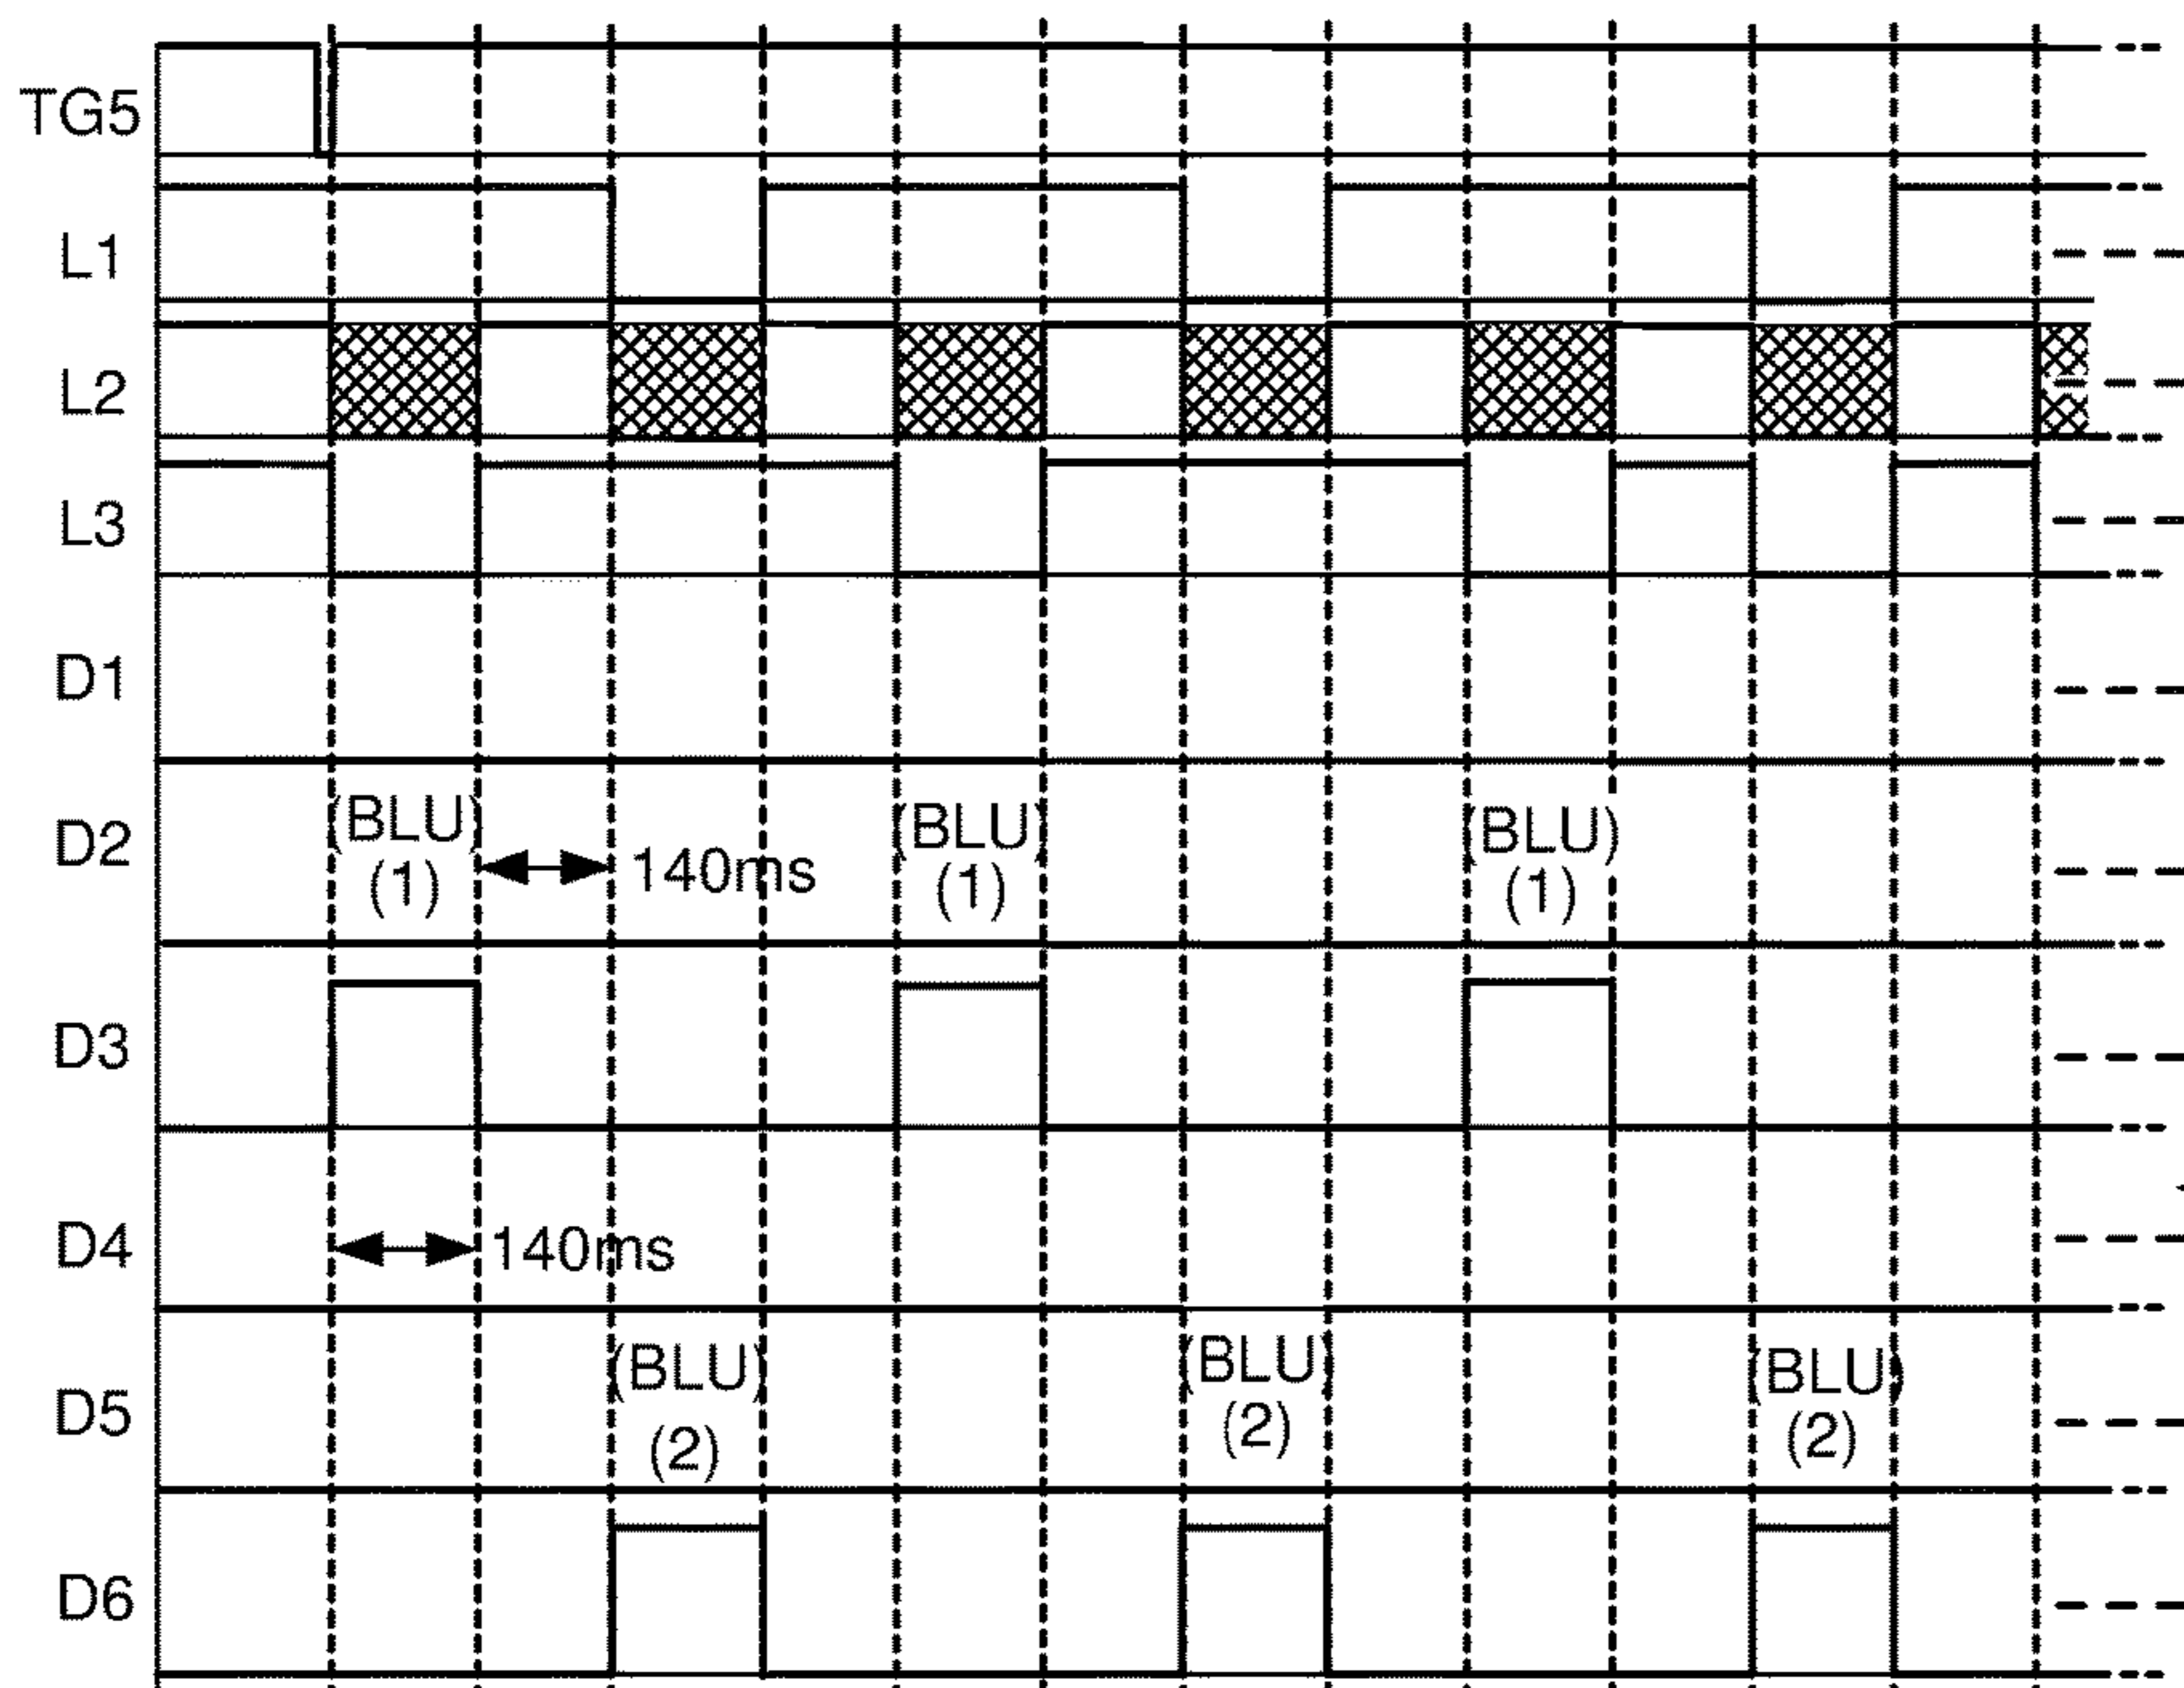 TG5
L1
L2
L3
D1
D2
(BLU)
(1)
140ms
(BLU)
(1)
(BLU)
(1)
D3
D4
140ms
D5
(BLU)
(2)
(BLU)
(2)
(BLU)
(2)
D6